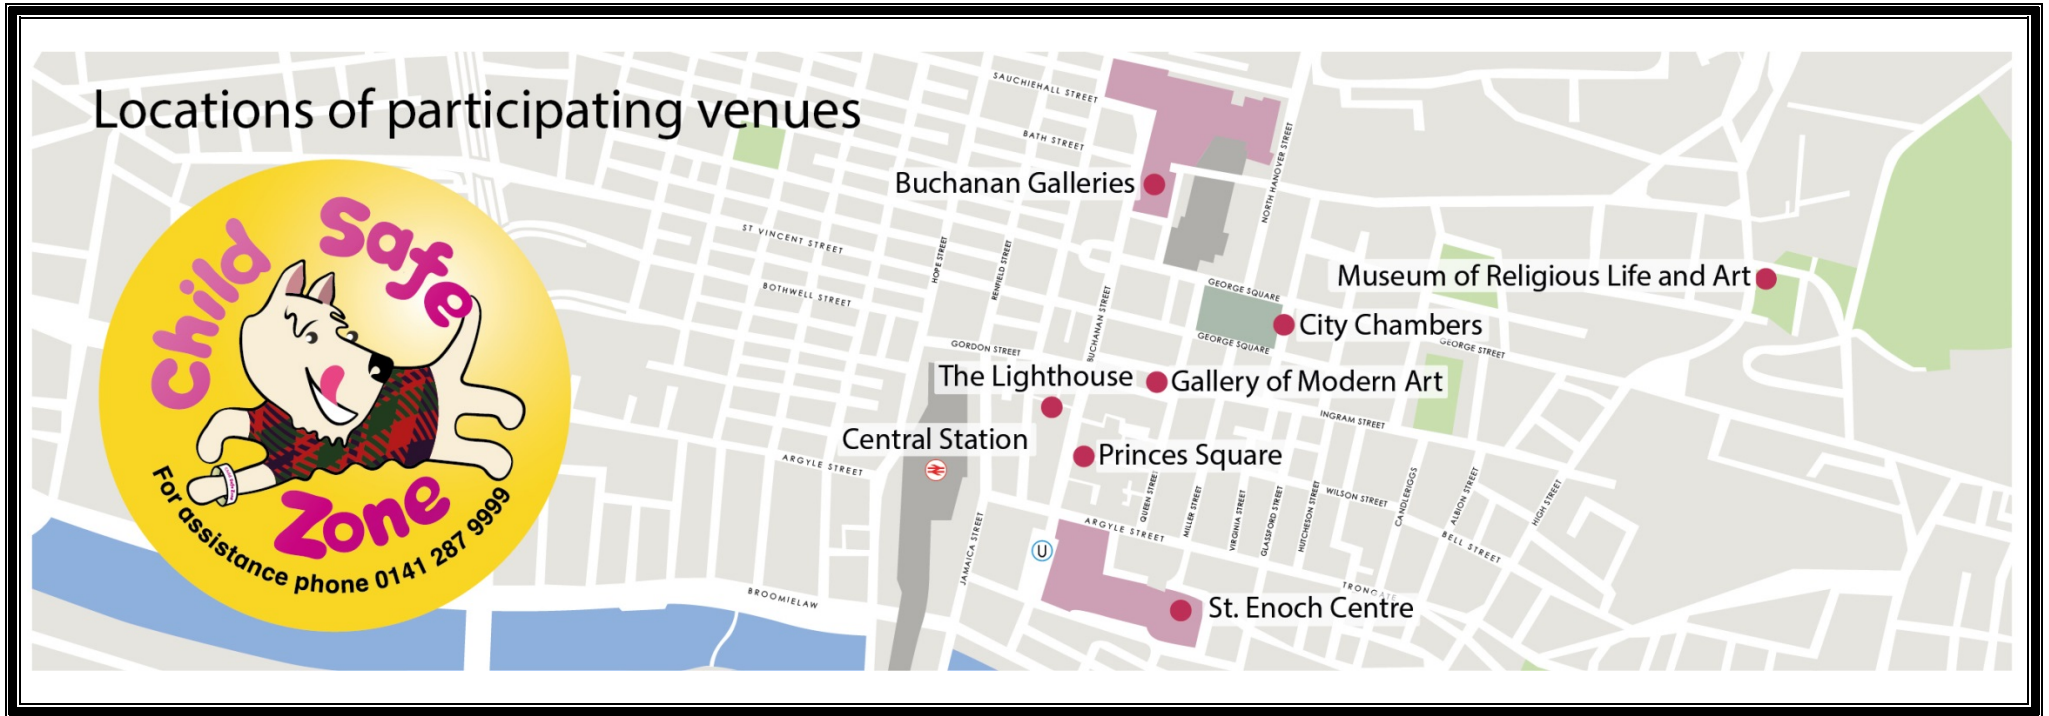 Locations of participating venues
Child Safe Zone
For assistance phone 0141 287 9999
SAUCHIEHALL STREET
BATH STREET
NORTH HANOVER STREET
Buchanan Galleries
ST VINCENT STREET
HOPE STREET
RENFIELD STREET
BOTHWELL STREET
BUCHANAN STREET
GEORGE SQUARE
Museum of Religious Life and Art
City Chambers
GEORGE SQUARE
GEORGE STREET
GORDON STREET
The Lighthouse
Gallery of Modern Art
INGRAM STREET
Central Station
Princes Square
ARGYLE STREET
QUEEN STREET
MILLER STREET
VIRGINIA STREET
GLASSFORD STREET
HUTCHESON STREET
WILSON STREET
CANDLERIGGS
ALBION STREET
HIGH STREET
ARGYLE STREET
BELL STREET
JAMAICA STREET
U
TRONGATE
BROOMIELAW
St. Enoch Centre